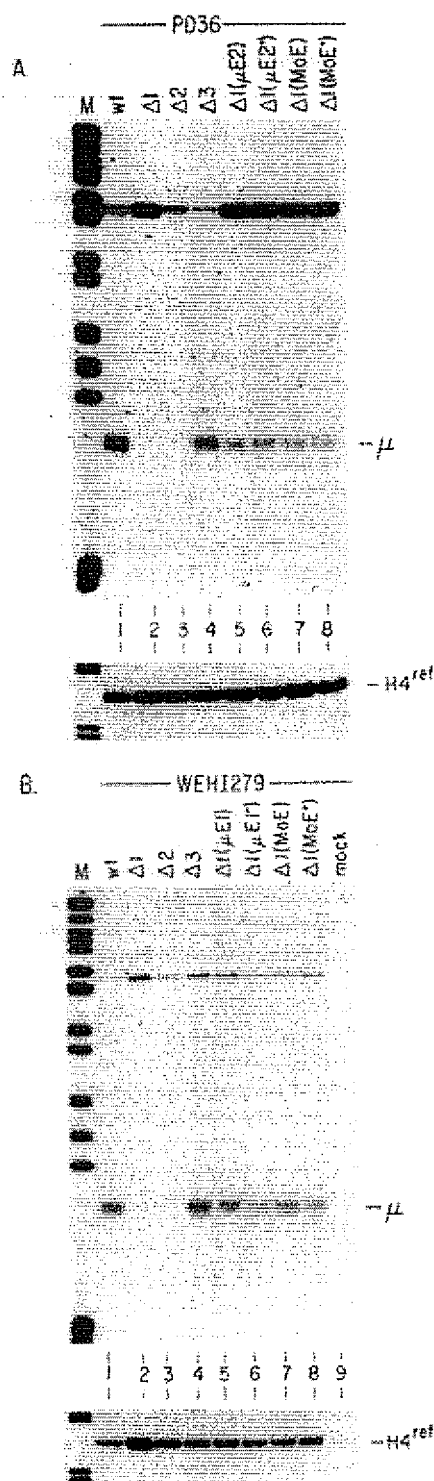 PD36
A.
M wt Δ1 Δ2 Δ3 Δ1(μE2) Δ1(μE2*) Δ1(MoE) Δ1(MoE*)
μ
1 2 3 4 5 6 7 8
H4ref
B.
WEHI279
M wt Δ1 Δ2 Δ3 Δ1(μE1) Δ1(μE1*) Δ1(MoE) Δ1(MoE*) mock
μ
1 2 3 4 5 6 7 8 9
H4ref